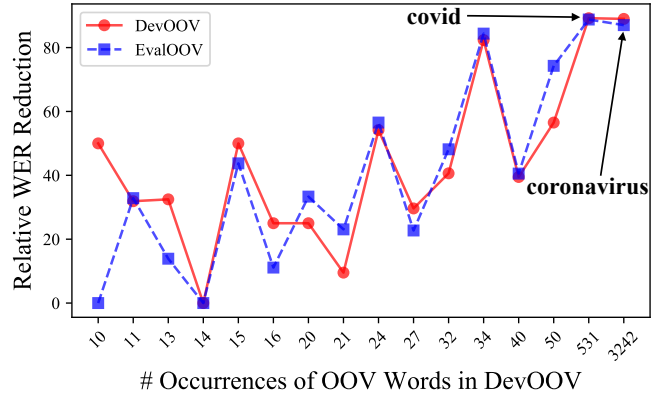 covid
DevOOV
EvalOOV
coronavirus
Relative WER Reduction
80
60
40
20
0
10 11 13 14 15 16 20 21 24 27 32 34 40 50 531 3242
# Occurrences of OOV Words in DevOOV